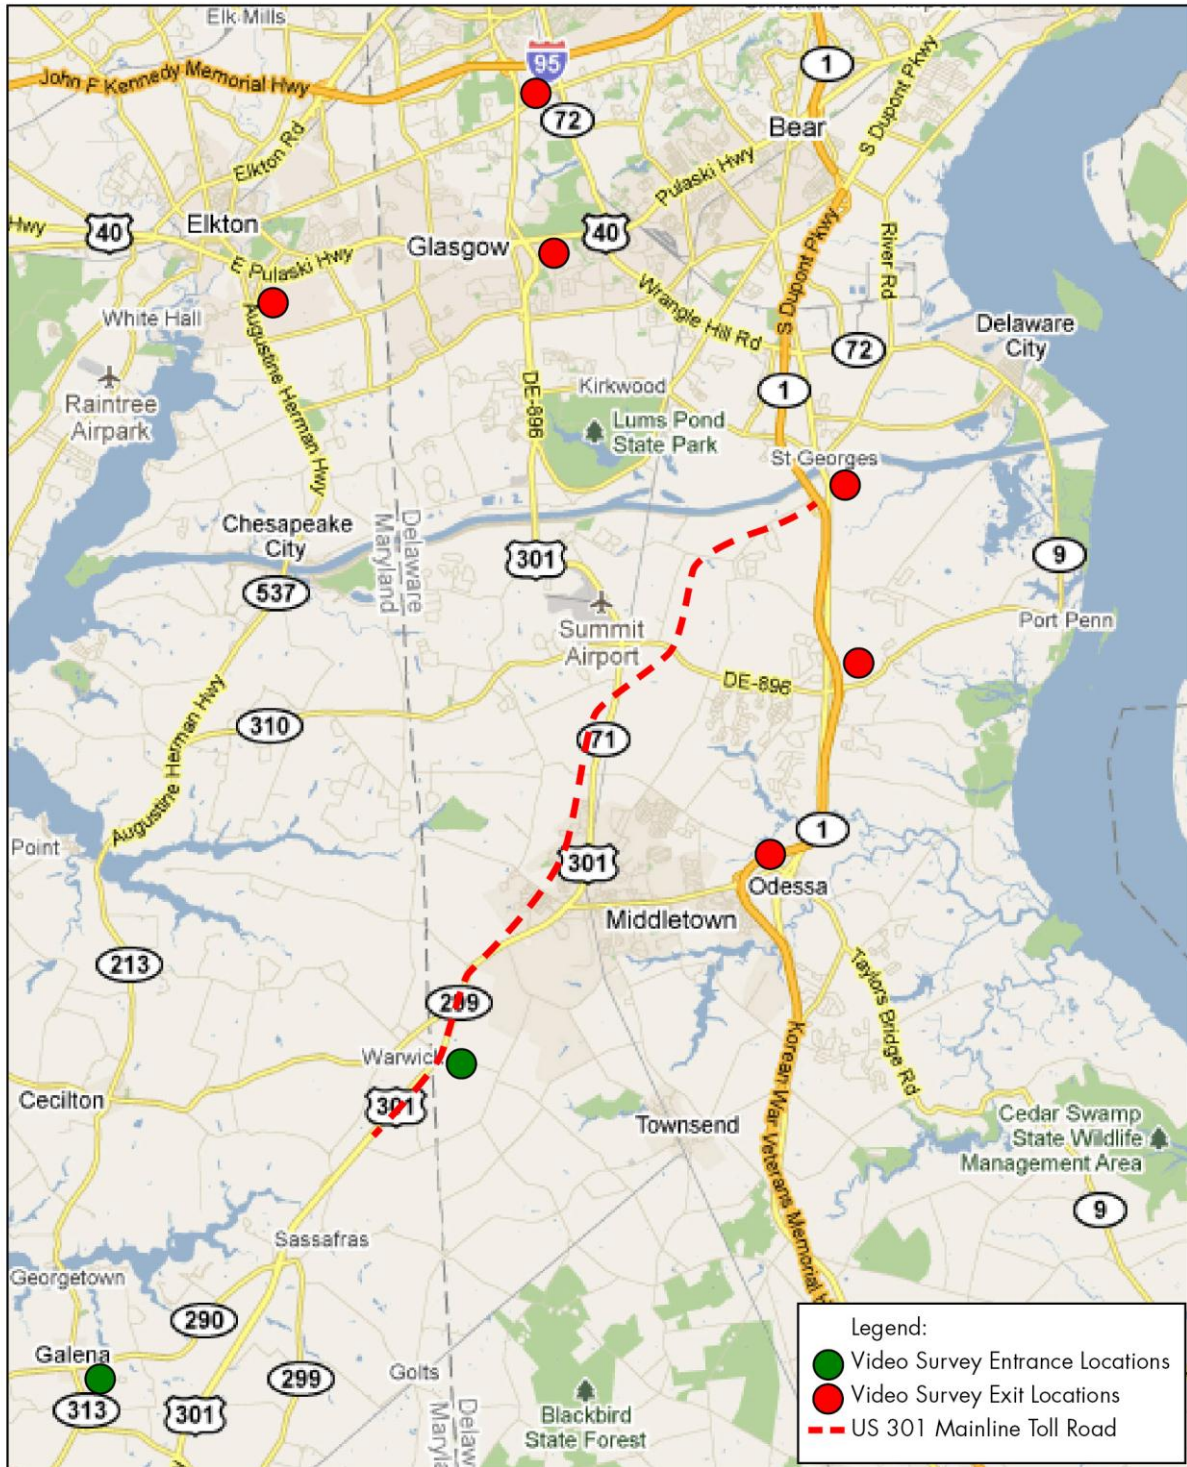 Elk Mills
John F Kennedy Memorial Hwy
95
1
72
Bear
S Dupont Pkwy
Elkton Rd
Pulaski Hwy
Elkton
Hwy
40
Glasgow
40
E Pulaski Hwy
River Rd
S Dupont Pkwy
White Hall
Wrangle Hill Rd
Delaware
City
72
Augustine Herman Hwy
DE-896
Kirkwood
1
Raintree
Airpark
Lums Pond
State Park
St Georges
Chesapeake
City
Delaware
Maryland
301
9
537
Summit
Airport
Port Penn
DE-896
310
71
Augustine Herman Hwy
1
Point
301
Odessa
Middletown
213
Taylors Bridge Rd
299
Korean War Veterans Memorial H
Warwick
301
Cecilton
Townsend
Cedar Swamp
State Wildlife
Management Area
9
Sassafras
Georgetown
290
Galena
Golts
299
313
301
Maryland
Delaw
Blackbird
State Forest
Legend:
Video Survey Entrance Locations
Video Survey Exit Locations
US 301 Mainline Toll Road